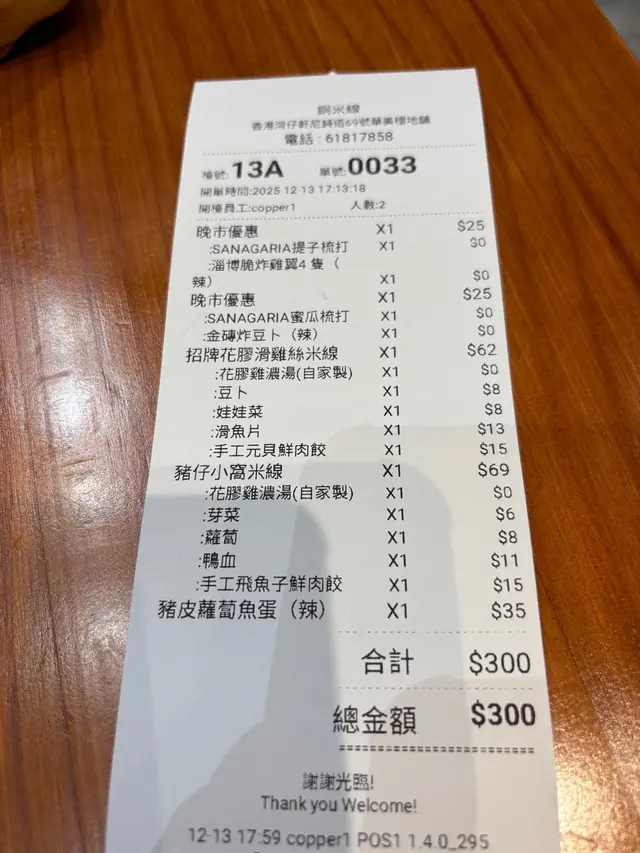 銅米線
香港灣仔軒尼詩道69號華美樓地舖
電話：61817858
檯號:13A 單號:0033
開單時間:2025-12-13 17:13:18
開檯員工:copper1 人數:2
晚市優惠 X1 $25
:SANAGARIA提子梳打 X1 $0
:淄博脆炸雞翼4隻（
辣） X1 $0
晚市優惠 X1 $25
:SANAGARIA蜜瓜梳打 X1 $0
:金磚炸豆卜（辣） X1 $0
招牌花膠滑雞絲米線 X1 $62
:花膠雞濃湯(自家製) X1 $0
:豆卜 X1 $8
:娃娃菜 X1 $8
:滑魚片 X1 $13
:手工元貝鮮肉餃 X1 $15
豬仔小窩米線 X1 $69
:花膠雞濃湯(自家製) X1 $0
:芽菜 X1 $6
:蘿蔔 X1 $8
:鴨血 X1 $11
:手工飛魚子鮮肉餃 X1 $15
豬皮蘿蔔魚蛋（辣） X1 $35
合計 $300
總金額 $300
謝謝光臨!
Thank you Welcome!
12-13 17:59 copper1 POS1 1.4.0_295